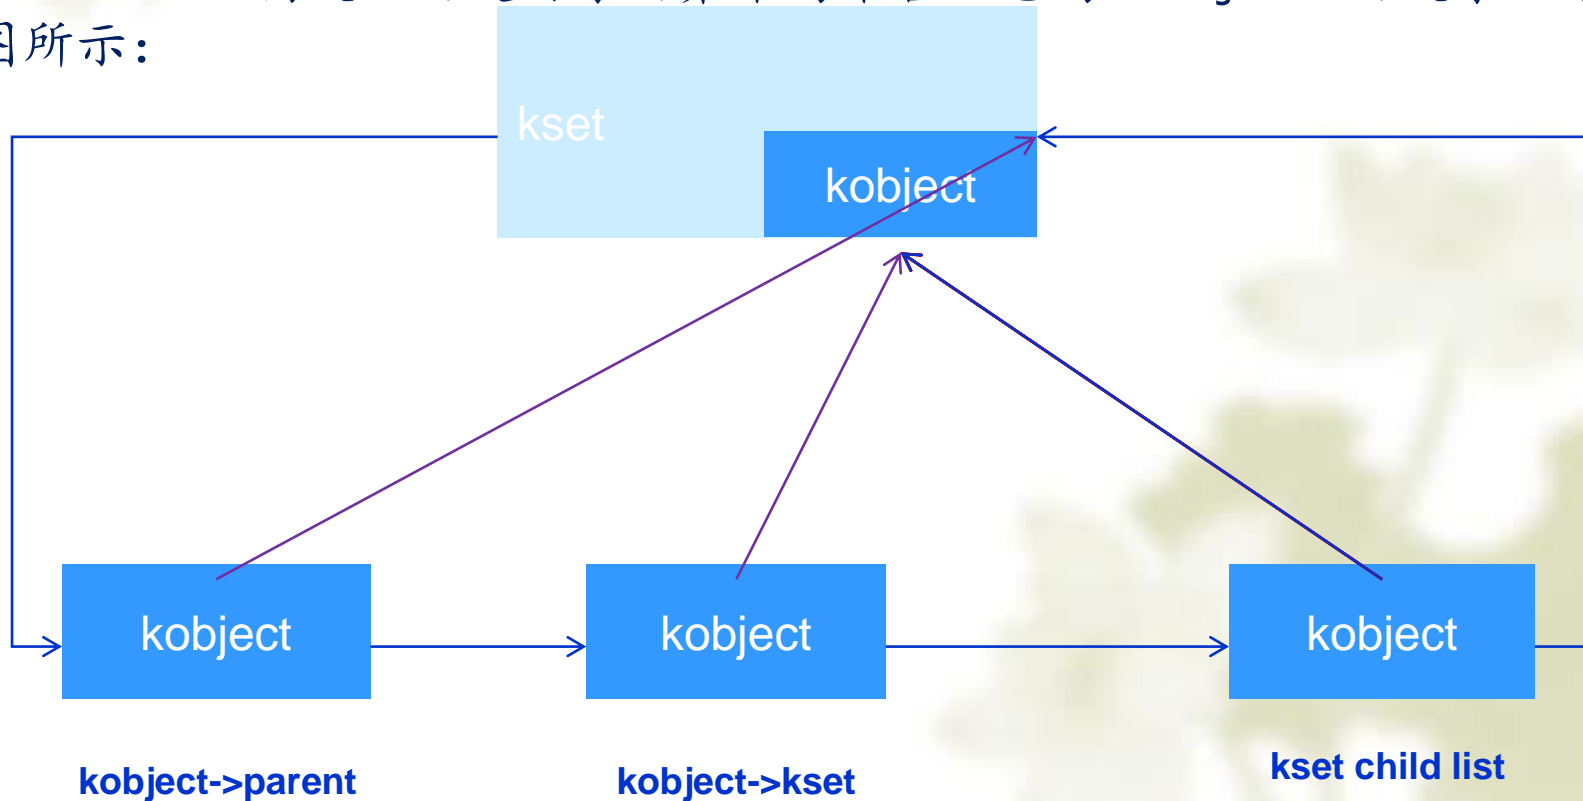 图所示:
kset
kobject
kobject
kobject
kobject
kobject->parent
kobject->kset
kset child list